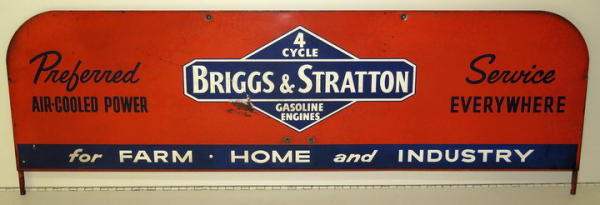 Preferred
AIR-COOLED POWER
4
CYCLE
BRIGGS & STRATTON
GASOLINE
ENGINES
Service
EVERYWHERE
for FARM · HOME and INDUSTRY